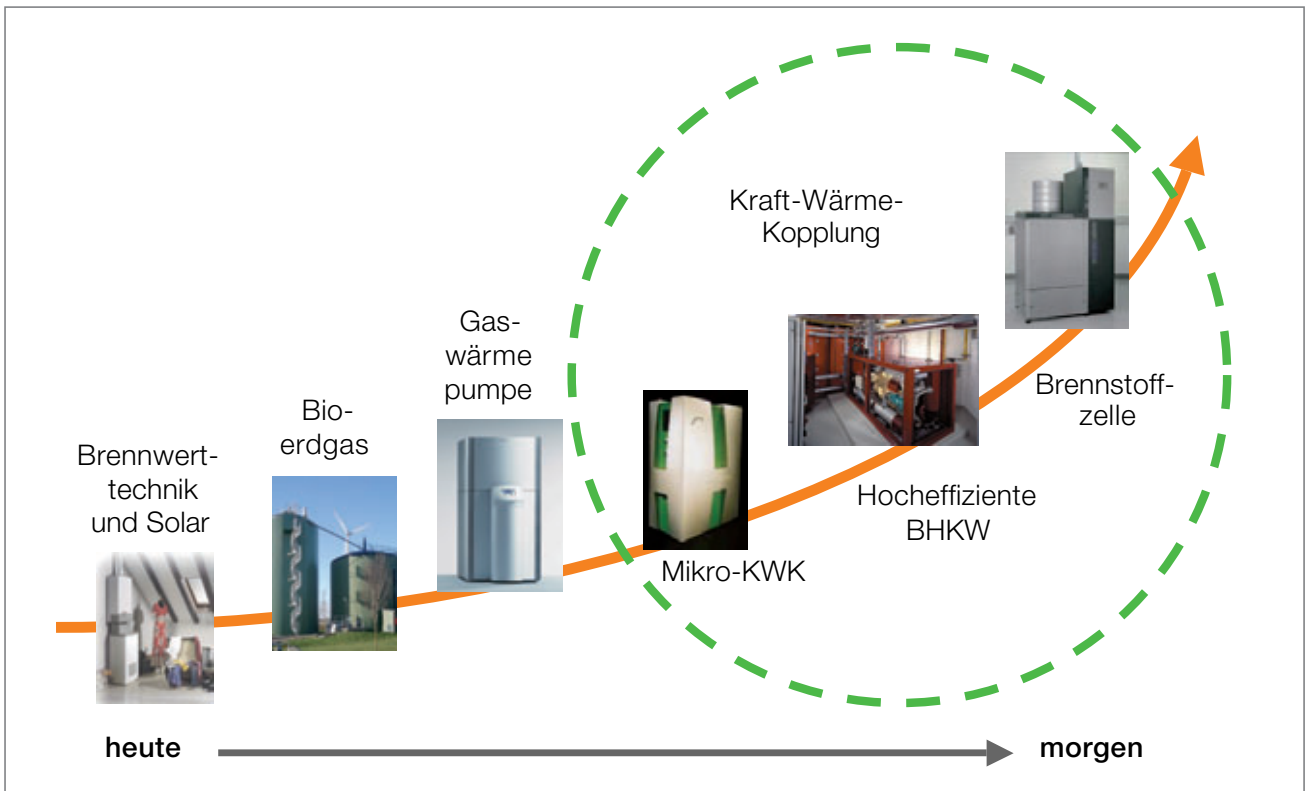 Brennwert-
technik
und Solar
Bio-
erdgas
Gas-
wärme
pumpe
Mikro-KWK
Kraft-Wärme-
Kopplung
Hocheffiziente
BHKW
Brennstoff-
zelle
heute
morgen